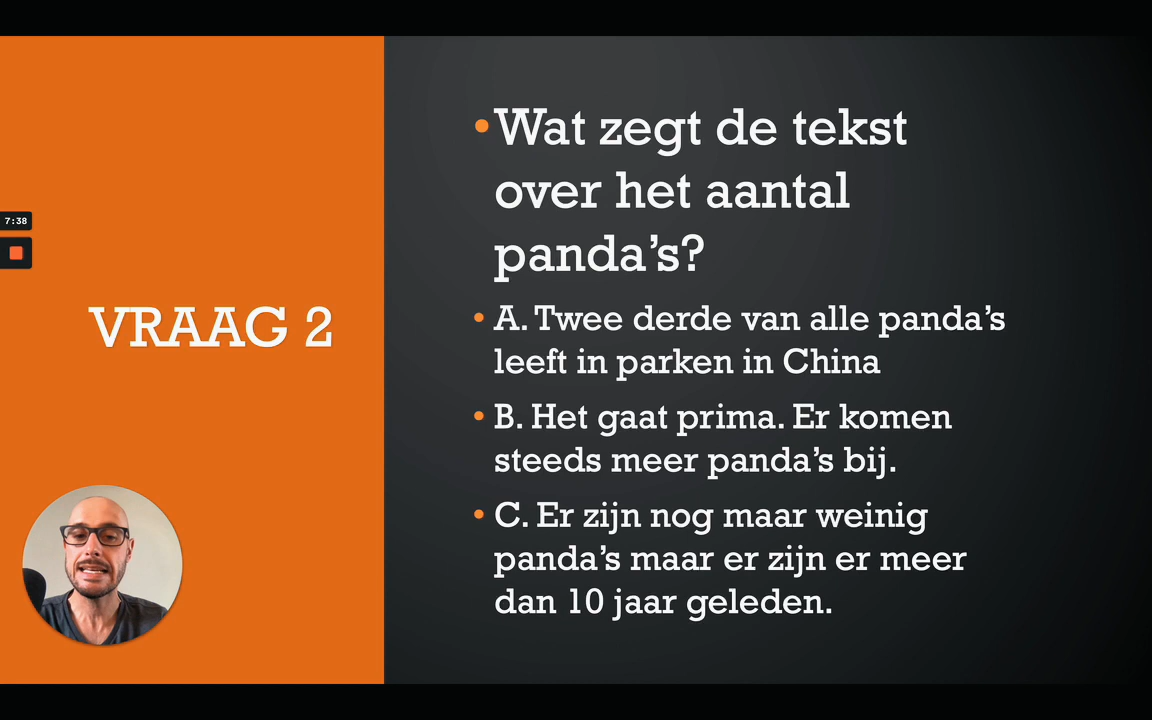 7:38
VRAAG 2
•Wat zegt de tekst
over het aantal
panda’s?
• A. Twee derde van alle panda’s
leeft in parken in China
• B. Het gaat prima. Er komen
steeds meer panda’s bij.
• C. Er zijn nog maar weinig
panda’s maar er zijn er meer
dan 10 jaar geleden.